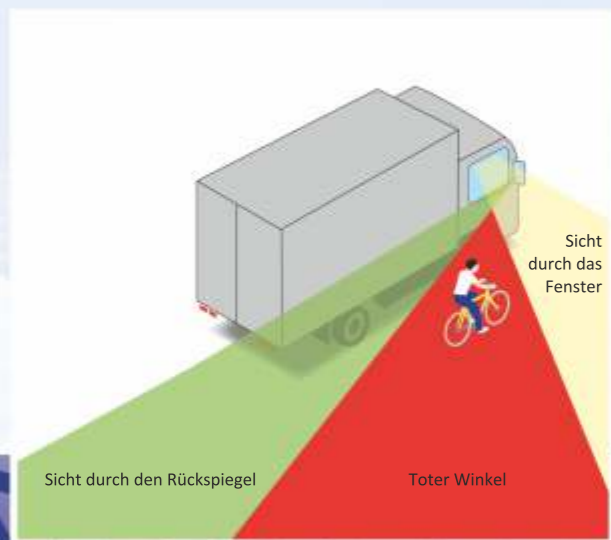 Sicht
durch das
Fenster
Sicht durch den Rückspiegel
Toter Winkel